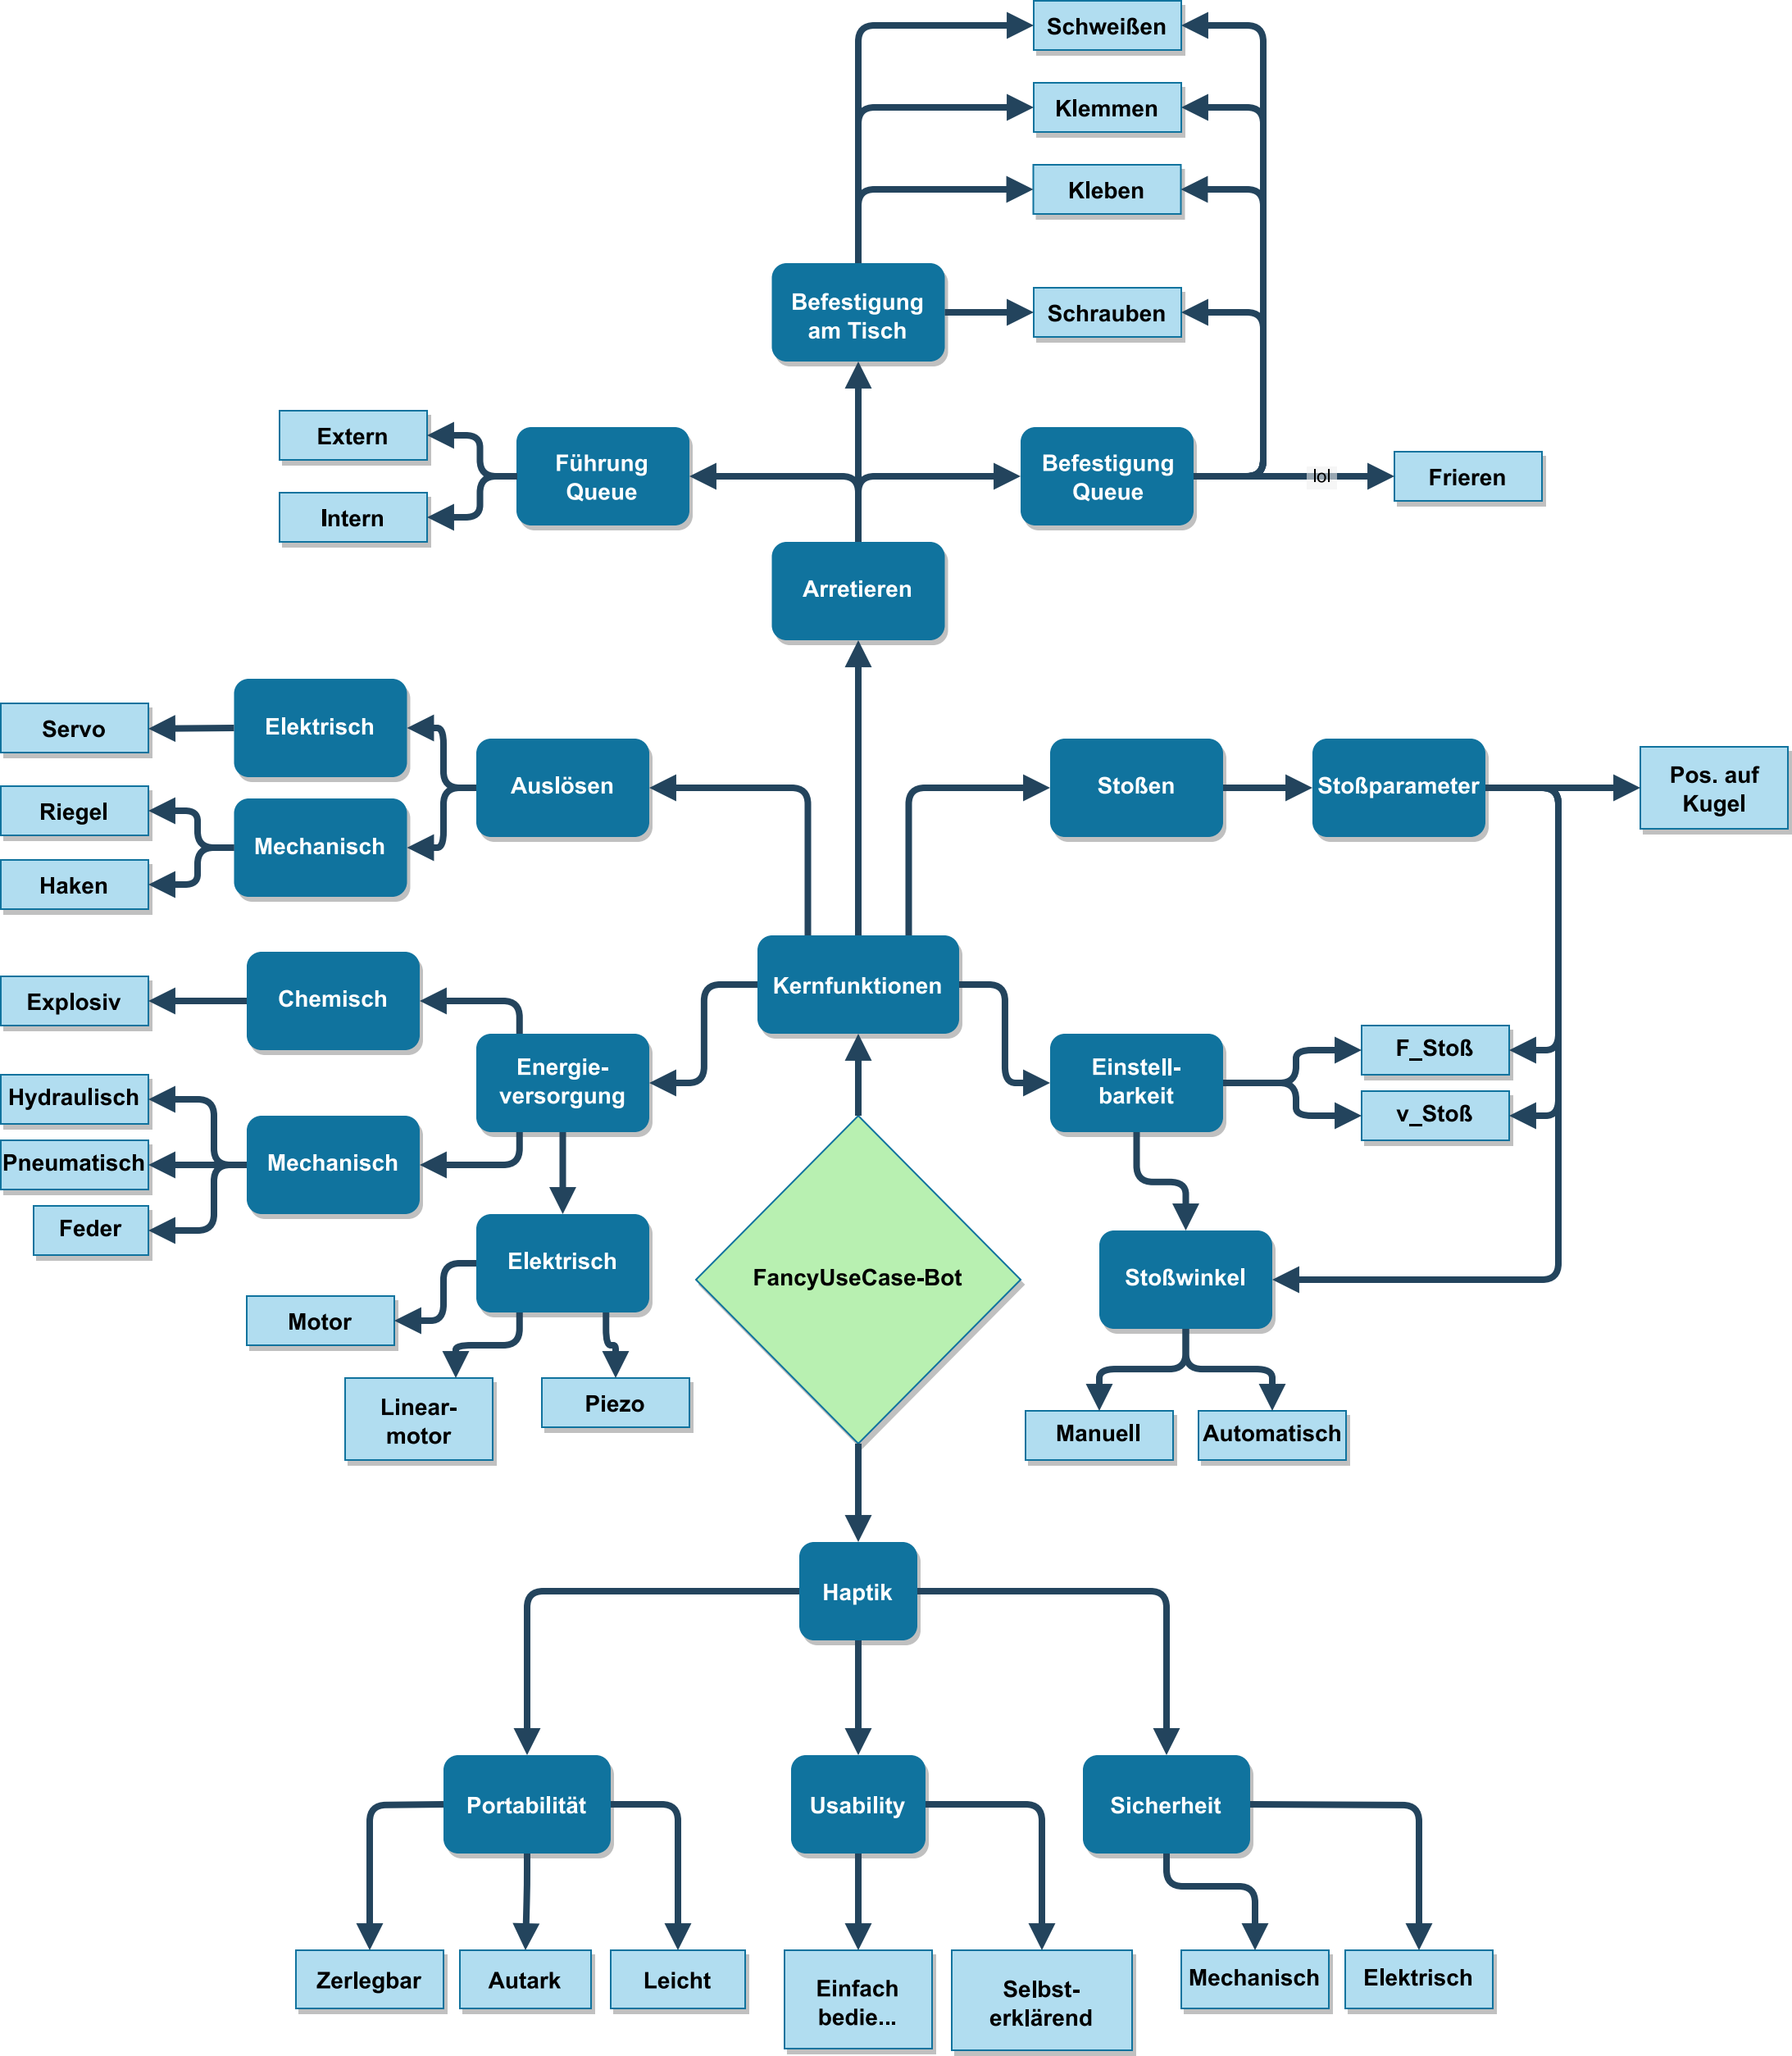 Schweißen
Klemmen
Kleben
Befestigung
am Tisch
Schrauben
Extern
Intern
Führung
Queue
Befestigung
Queue
lol
Frieren
Arretieren
Servo
Elektrisch
Riegel
Mechanisch
Haken
Auslösen
Stoßen
Stoßparameter
Pos. auf
Kugel
Kernfunktionen
Explosiv
Chemisch
Energie-
versorgung
Einstell-
barkeit
F_Stoß
v_Stoß
Hydraulisch
Pneumatisch
Feder
Mechanisch
Elektrisch
FancyUseCase-Bot
Stoßwinkel
Motor
Linear-
motor
Piezo
Manuell
Automatisch
Haptik
Portabilität
Usability
Sicherheit
Zerlegbar
Autark
Leicht
Einfach
bedie...
Selbst-
erklärend
Mechanisch
Elektrisch